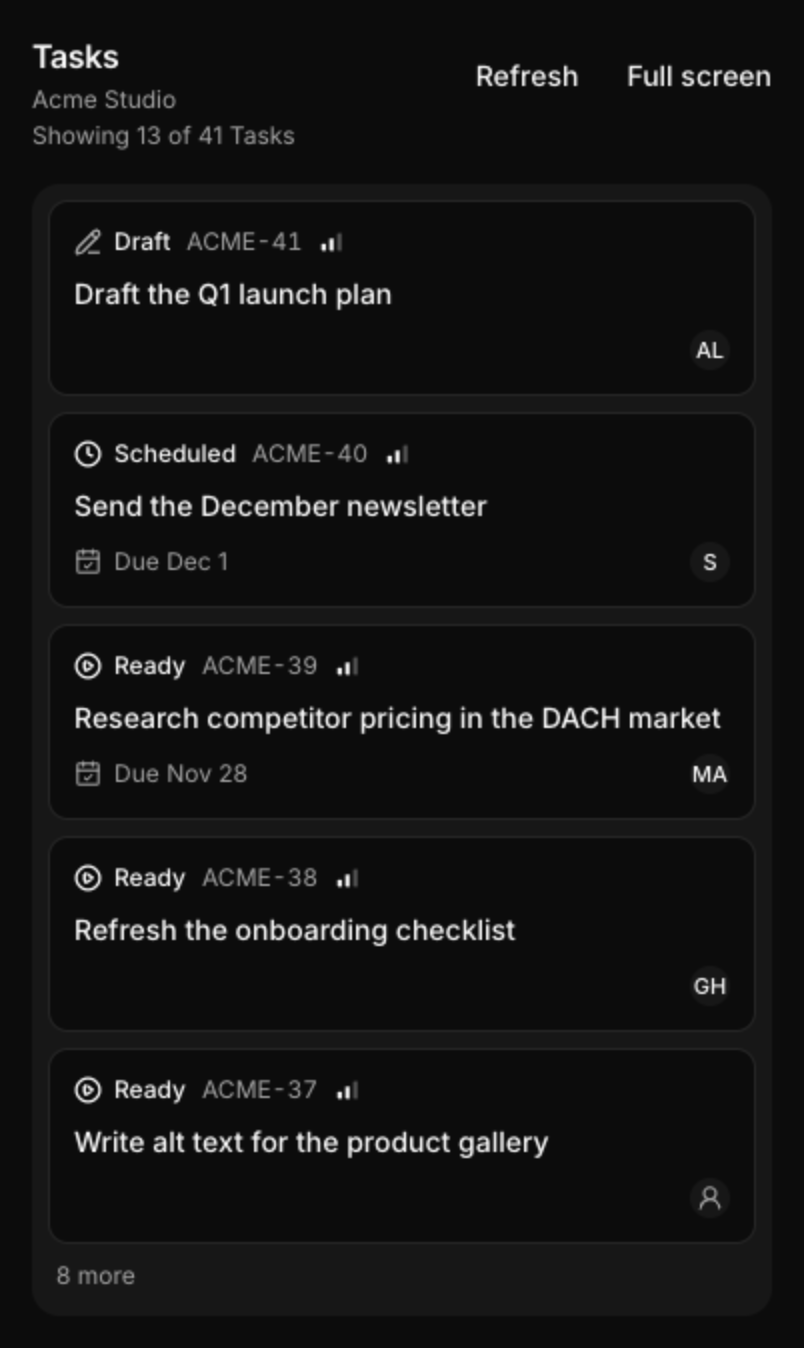 Tasks
Acme Studio
Showing 13 of 41 Tasks
Refresh
Full screen
Draft ACME-41
Draft the Q1 launch plan
AL
Scheduled ACME-40
Send the December newsletter
Due Dec 1
S
Ready ACME-39
Research competitor pricing in the DACH market
Due Nov 28
MA
Ready ACME-38
Refresh the onboarding checklist
GH
Ready ACME-37
Write alt text for the product gallery
8 more